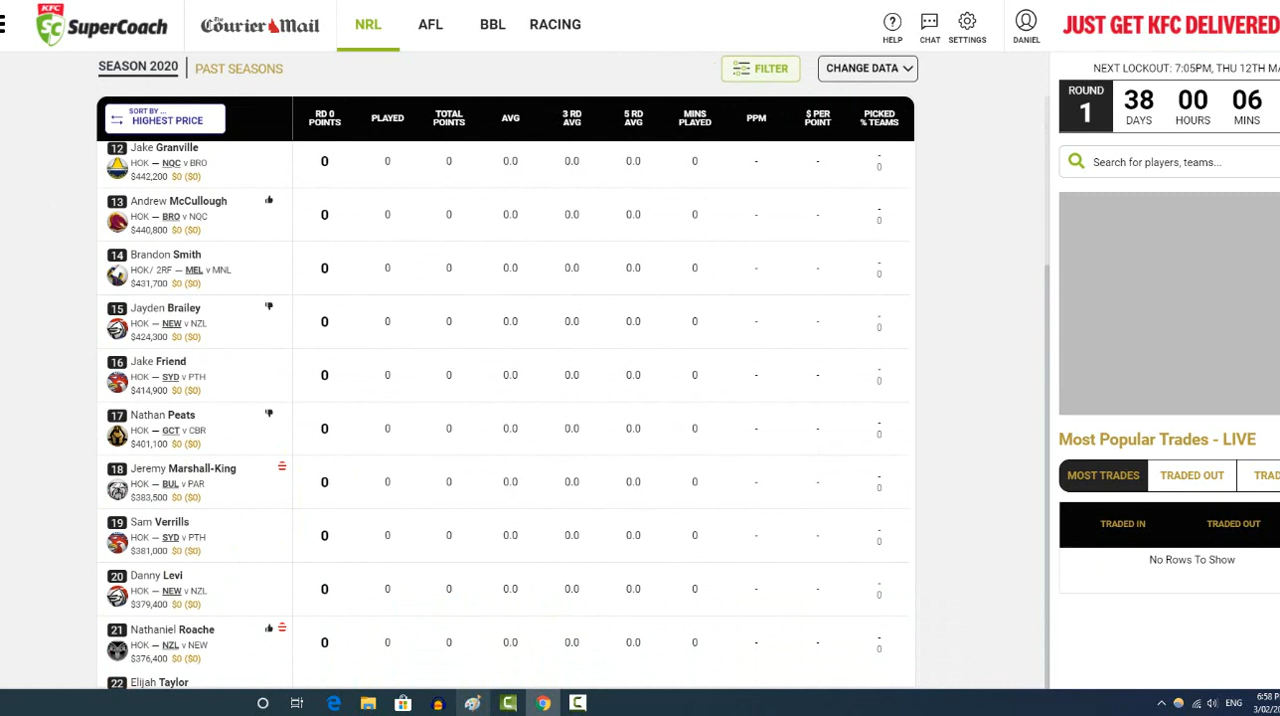 KFC
SC SuperCoach
The Courier Mail
NRL
AFL
BBL
RACING
HELP
CHAT
SETTINGS
DANIEL
JUST GET KFC DELIVERED
SEASON 2020
PAST SEASONS
FILTER
CHANGE DATA
NEXT LOCKOUT: 7:05PM, THU 12TH MA
ROUND
1
38
DAYS
00
HOURS
06
MINS
SORT BY ...
HIGHEST PRICE
RD 0 POINTS
PLAYED
TOTAL POINTS
AVG
3 RD AVG
5 RD AVG
MINS PLAYED
PPM
$ PER POINT
PICKED % TEAMS
Search for players, teams...
12 Jake Granville
HOK — NQC v BRO
$442,200 $0 ($0)
0 0 0 0.0 0.0 0.0 0 - - - 0
13 Andrew McCullough
HOK — BRO v NQC
$440,800 $0 ($0)
0 0 0 0.0 0.0 0.0 0 - - - 0
14 Brandon Smith
HOK/ 2RF — MEL v MNL
$431,700 $0 ($0)
0 0 0 0.0 0.0 0.0 0 - - - 0
15 Jayden Brailey
HOK — NEW v NZL
$424,300 $0 ($0)
0 0 0 0.0 0.0 0.0 0 - - - 0
16 Jake Friend
HOK — SYD v PTH
$414,900 $0 ($0)
0 0 0 0.0 0.0 0.0 0 - - - 0
17 Nathan Peats
HOK — GCT v CBR
$401,100 $0 ($0)
0 0 0 0.0 0.0 0.0 0 - - - 0
18 Jeremy Marshall-King
HOK — BUL v PAR
$383,500 $0 ($0)
0 0 0 0.0 0.0 0.0 0 - - - 0
19 Sam Verrills
HOK — SYD v PTH
$381,000 $0 ($0)
0 0 0 0.0 0.0 0.0 0 - - - 0
20 Danny Levi
HOK — NEW v NZL
$379,400 $0 ($0)
0 0 0 0.0 0.0 0.0 0 - - - 0
21 Nathaniel Roache
HOK — NZL v NEW
$376,400 $0 ($0)
0 0 0 0.0 0.0 0.0 0 - - - 0
22 Elijah Taylor
Most Popular Trades - LIVE
MOST TRADES
TRADED OUT
TRAD
TRADED IN
TRADED OUT
No Rows To Show
ENG
6:58 P
3/02/20